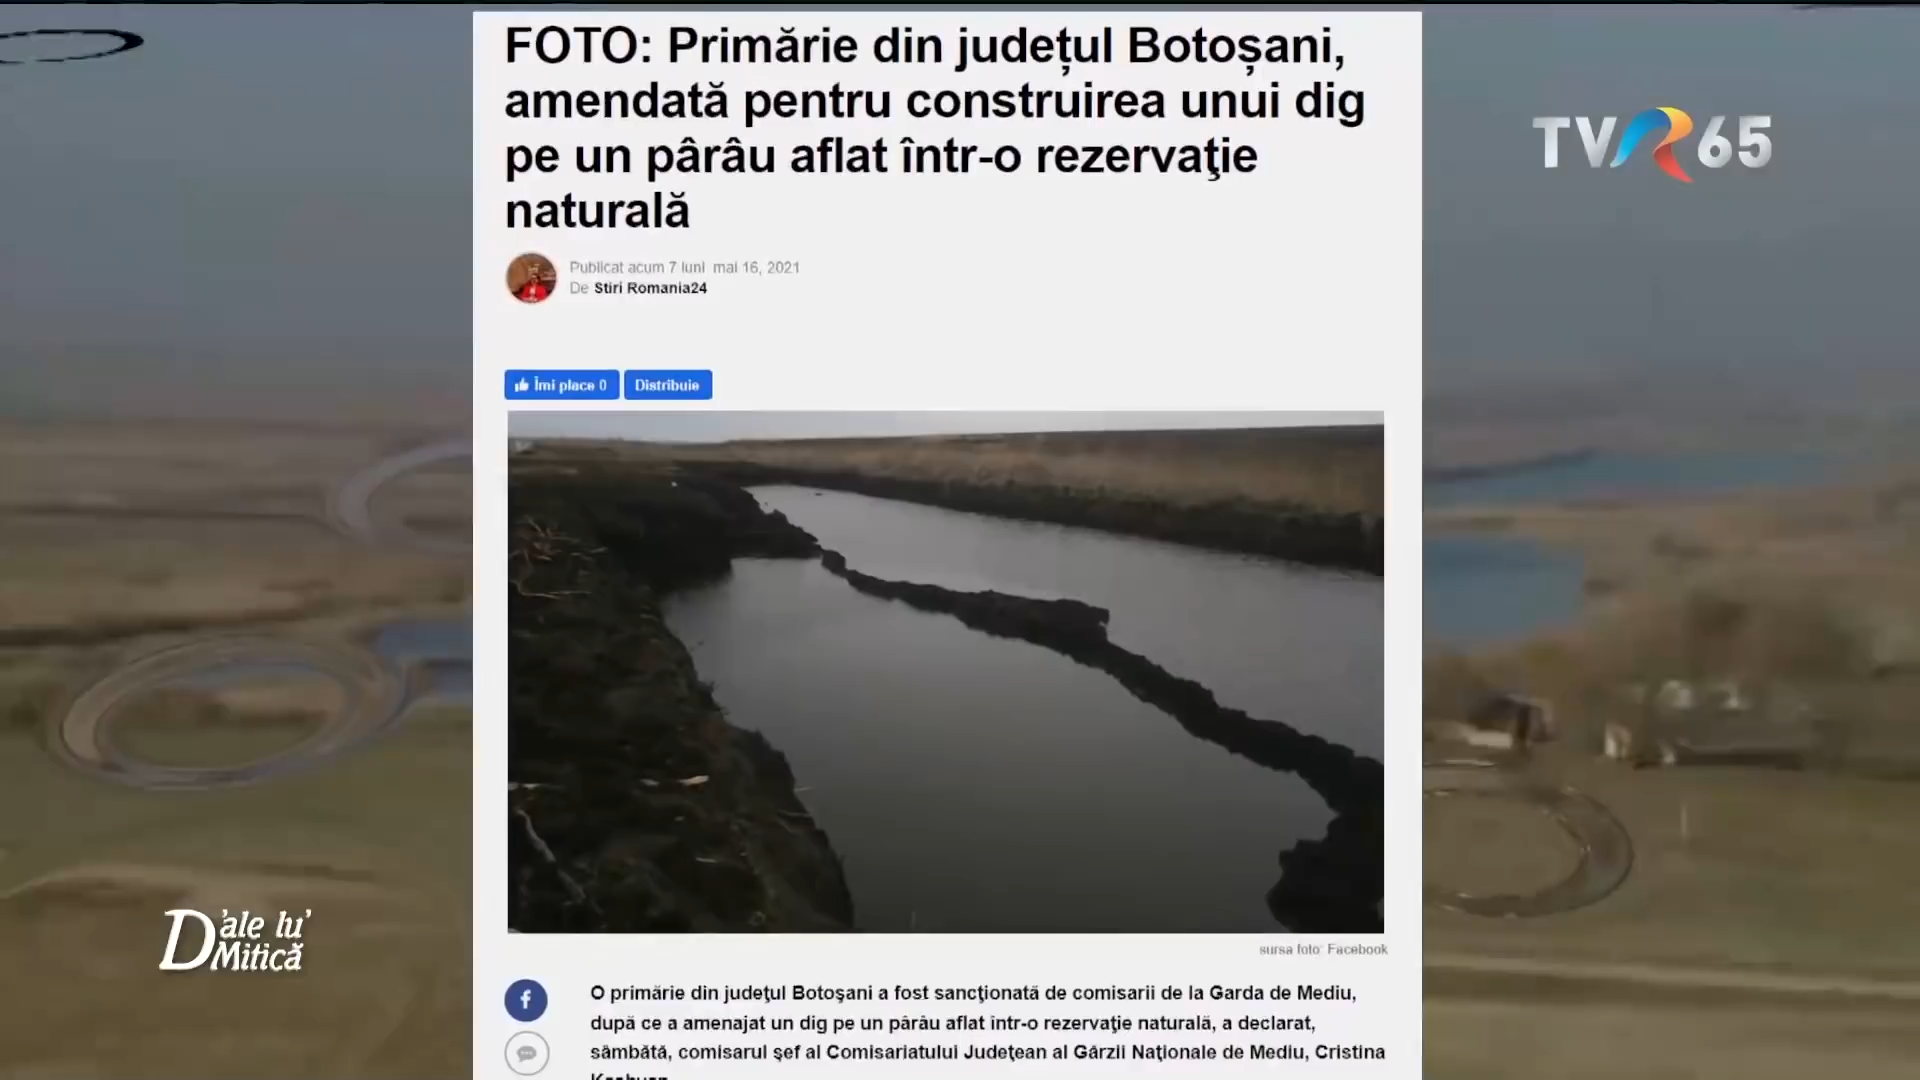 FOTO: Primărie din județul Botoșani,
amendată pentru construirea unui dig
pe un pârâu aflat într-o rezervaţie
naturală
TVR65
Publicat acum 7 luni mai 16, 2021
De Stiri Romania24
Îmi place 0
Distribuie
sursa foto: Facebook
D'ale lu'
Mitică
O primărie din judeţul Botoşani a fost sancţionată de comisarii de la Garda de Mediu,
după ce a amenajat un dig pe un pârâu aflat într-o rezervaţie naturală, a declarat,
sâmbătă, comisarul şef al Comisariatului Judeţean al Gărzii Naţionale de Mediu, Cristina